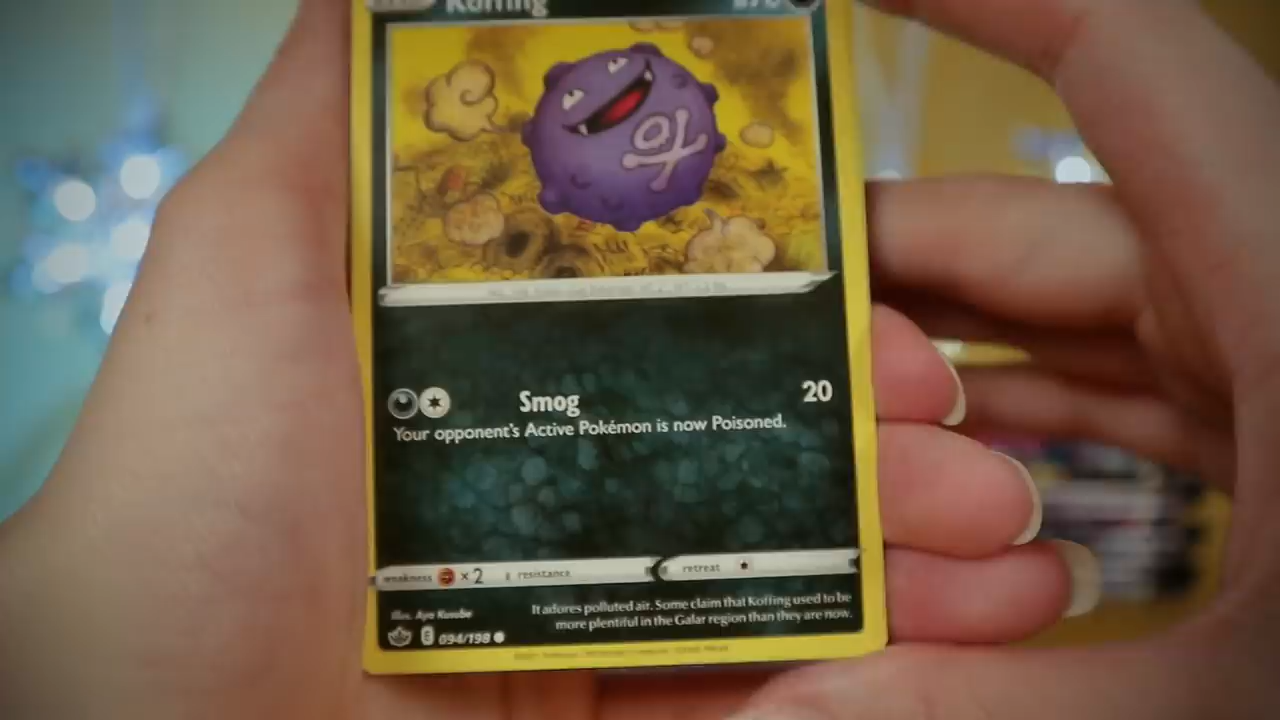 Koffing
Smog 20
Your opponent's Active Pokémon is now Poisoned.
weakness ×2 resistance retreat
Illus. Aya Kusube
It adores polluted air. Some claim that Koffing used to be
more plentiful in the Galar region than they are now.
E 094/198